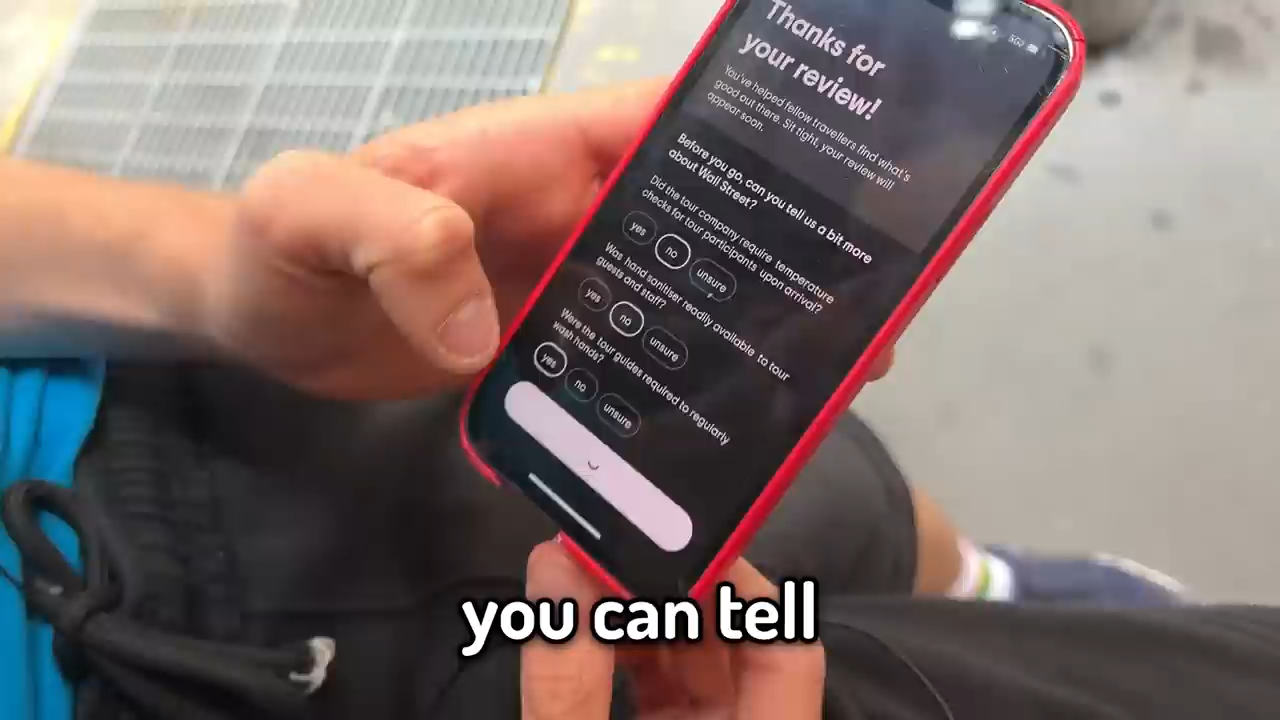 5G
Thanks for
your review!
You've helped fellow travellers find what's
good out there. Sit tight, your review will
appear soon.
Before you go, can you tell us a bit more
about Wall Street?
Did the tour company require temperature
checks for tour participants upon arrival?
yes no unsure
Was hand sanitiser readily available to tour
guests and staff?
yes no unsure
Were the tour guides required to regularly
wash hands?
yes no unsure
you can tell